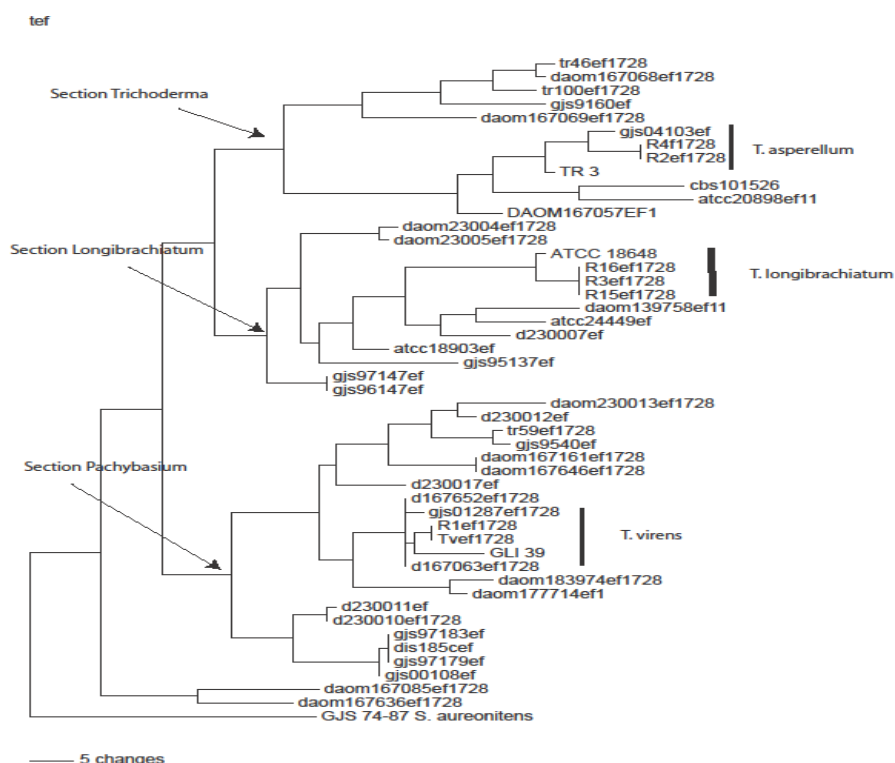 tef
tr46ef1728
daom167068ef1728
Section Trichoderma
tr100ef1728
gjs9160ef
daom167069ef1728
gjs04103ef
R4f1728
T. asperellum
R2ef1728
TR 3
cbs101526
atcc20898ef11
DAOM167057EF1
daom23004ef1728
daom23005ef1728
Section Longibrachiatum
ATCC 18648
R16ef1728
T. longibrachiatum
R3ef1728
R15ef1728
daom139758ef11
atcc24449ef
d230007ef
atcc18903ef
gjs95137ef
gjs97147ef
gjs96147ef
daom230013ef1728
d230012ef
tr59ef1728
gjs9540ef
daom167161ef1728
Section Pachybasium
daom167646ef1728
d230017ef
d167652ef1728
gjs01287ef1728
R1ef1728
T. virens
Tvef1728
GLI 39
d167063ef1728
daom183974ef1728
daom177714ef1
d230011ef
d230010ef1728
gjs97183ef
dis185cef
gjs97179ef
gjs00108ef
daom167085ef1728
daom167636ef1728
GJS 74-87 S. aureonitens
5 changes